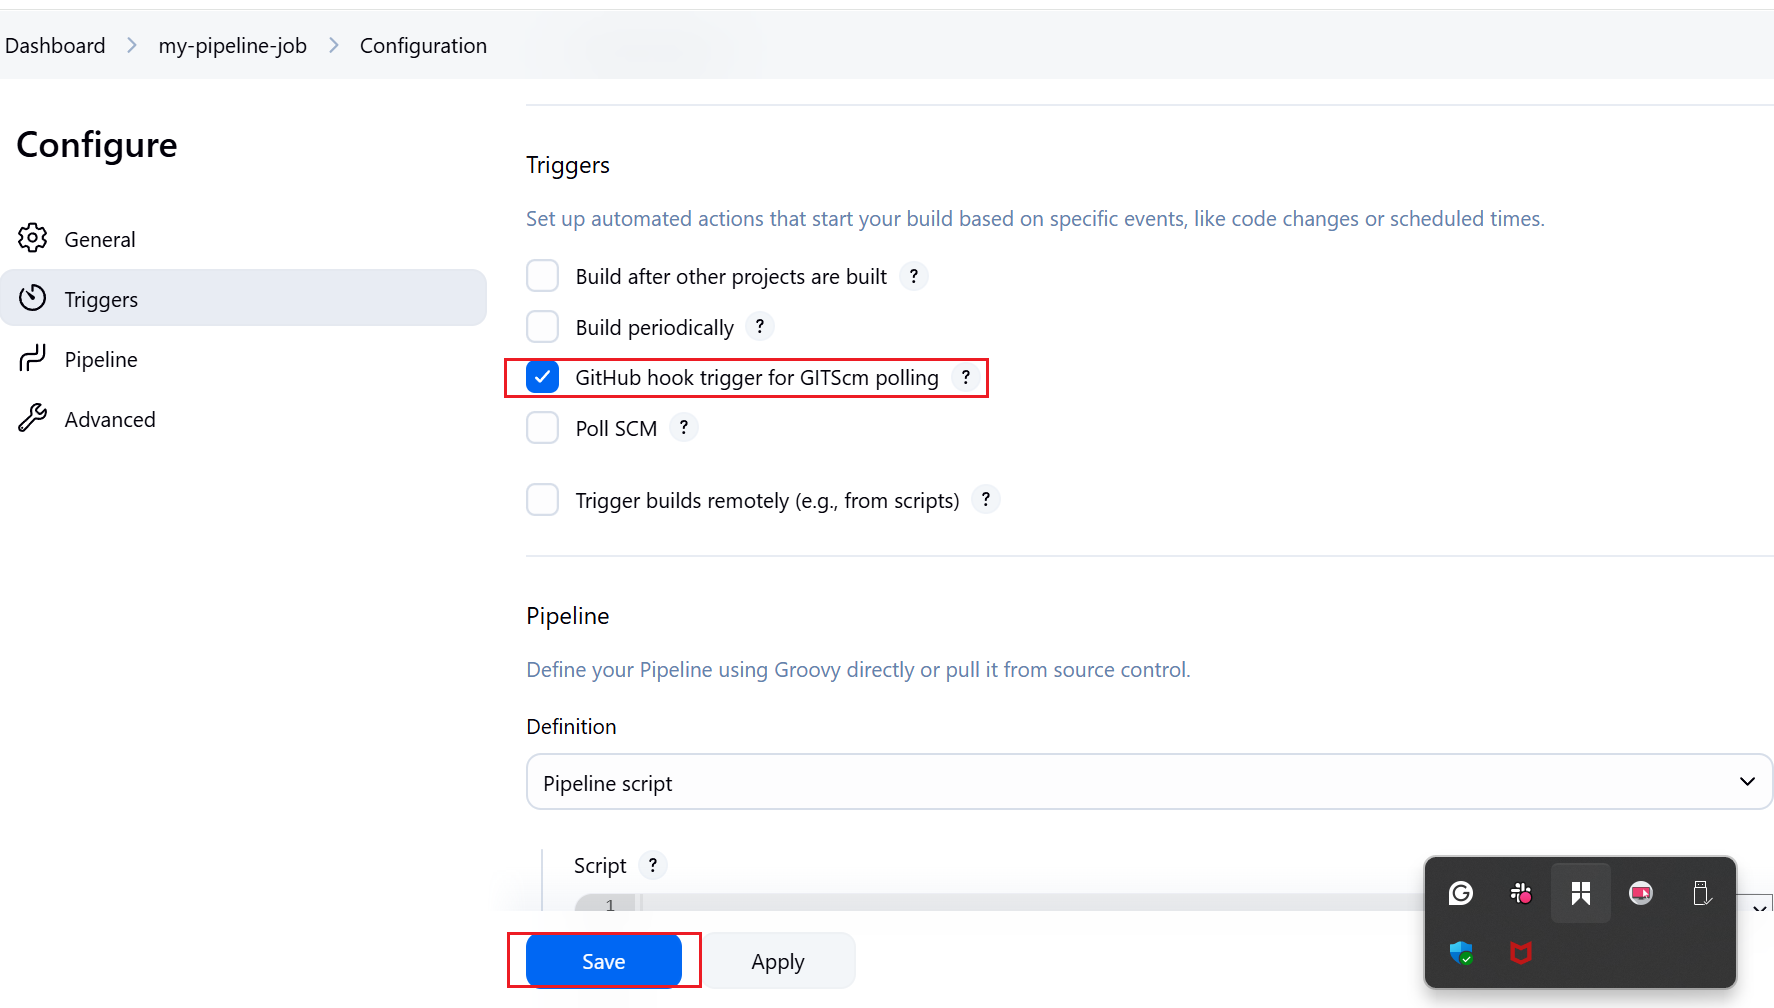 Dashboard > my-pipeline-job > Configuration
Configure
General
Triggers
Pipeline
Advanced
Triggers
Set up automated actions that start your build based on specific events, like code changes or scheduled times.
Build after other projects are built ?
Build periodically ?
GitHub hook trigger for GITScm polling ?
Poll SCM ?
Trigger builds remotely (e.g., from scripts) ?
Pipeline
Define your Pipeline using Groovy directly or pull it from source control.
Definition
Pipeline script
Script ?
1
Save Apply